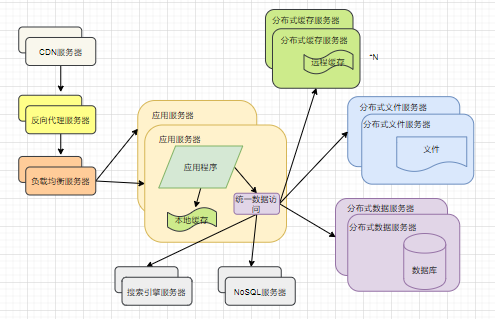 CDN服务器
反向代理服务器
负载均衡服务器
应用服务器
应用服务器
应用程序
本地缓存
统一数据访
问
分布式缓存服务器
分布式缓存服务器
远程缓存
*N
分布式文件服务器
分布式文件服务器
文件
分布式数据服务器
分布式数据服务器
数据库
搜索引擎服务器
NoSQL服务器